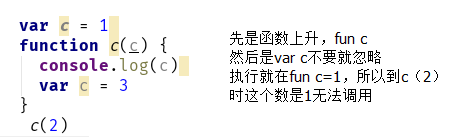 var c = 1
function c(c) {
console.log(c)
var c = 3
}
c(2)
先是函数上升，fun c
然后是var c不要就忽略
执行就在fun c=1，所以到c（2）
时这个数是1无法调用